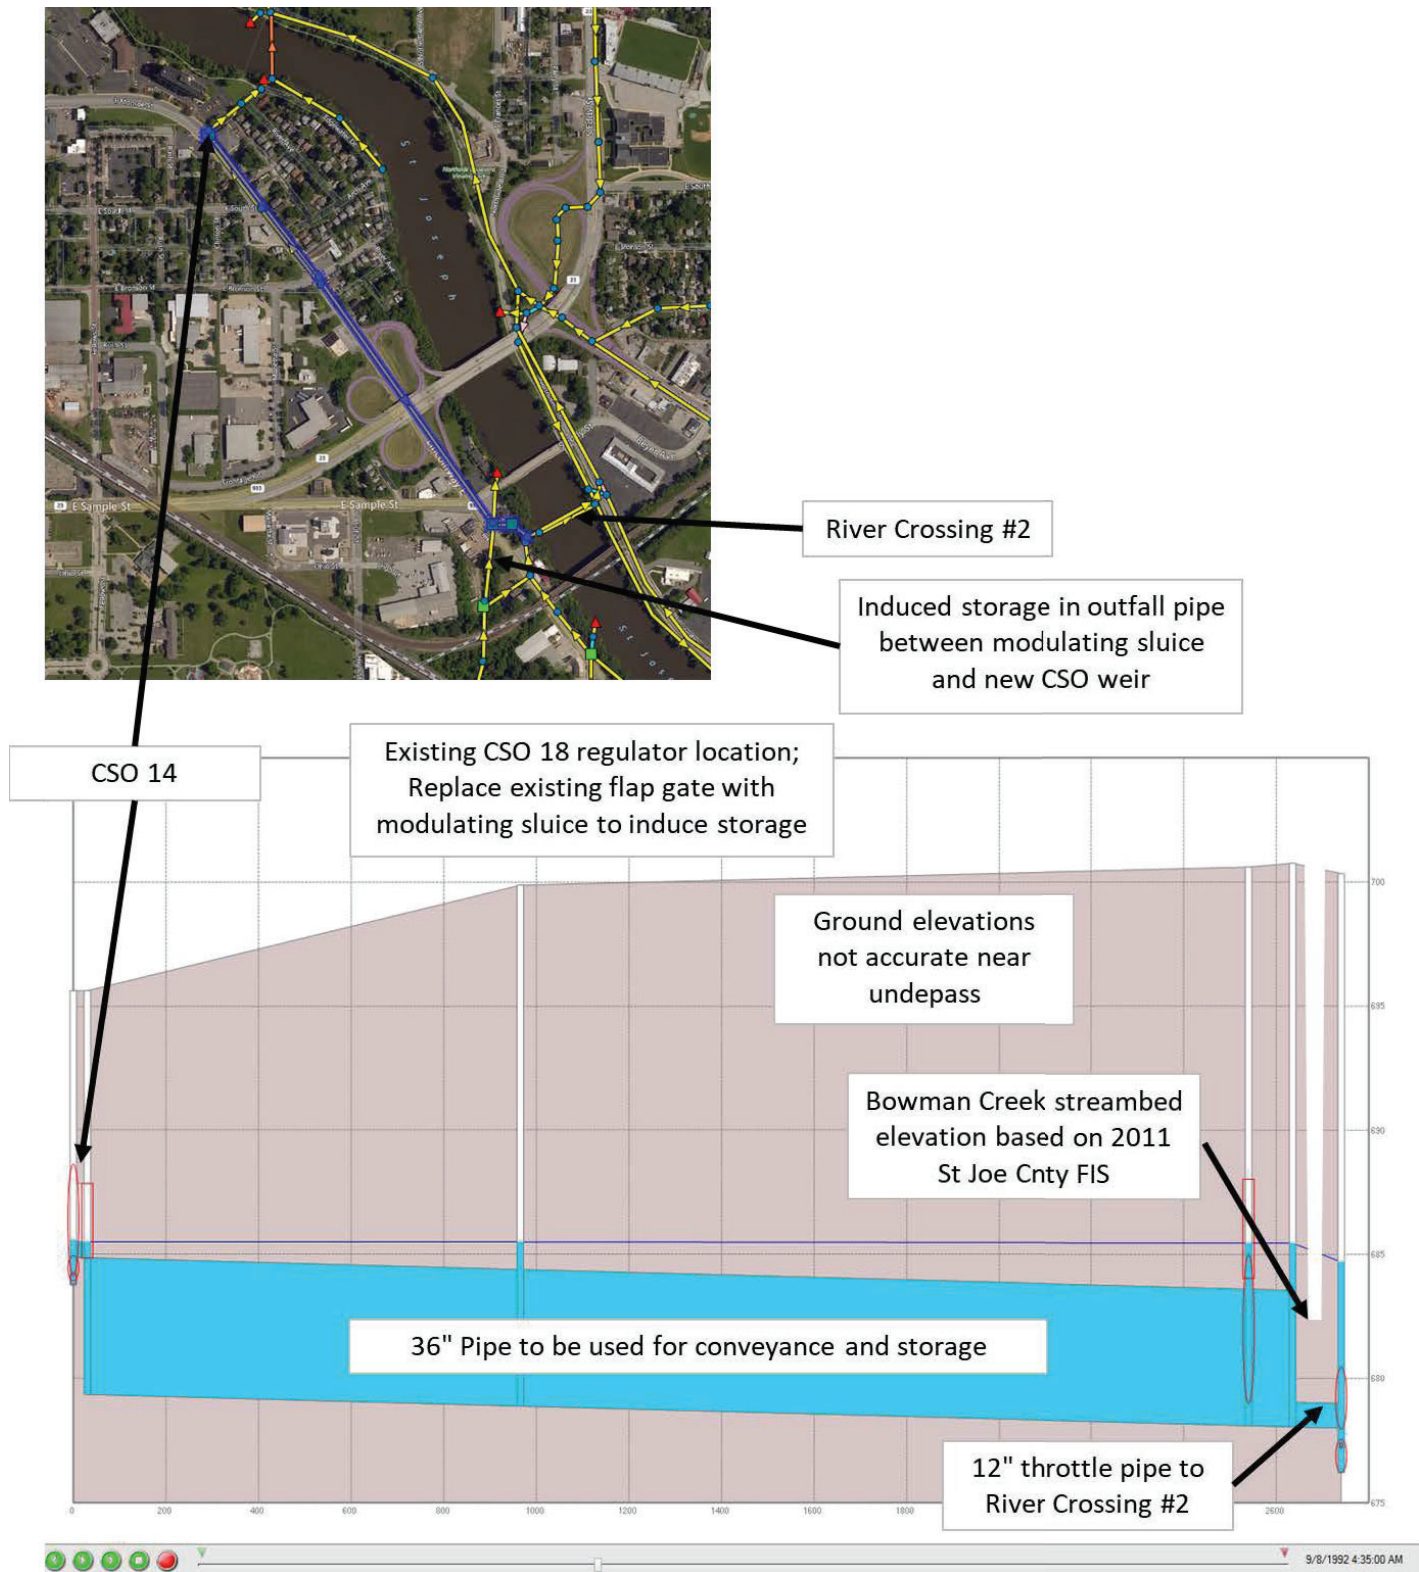 E Sample St
St Joseph
River Crossing #2
Induced storage in outfall pipe
between modulating sluice
and new CSO weir
CSO 14
Existing CSO 18 regulator location;
Replace existing flap gate with
modulating sluice to induce storage
Ground elevations
not accurate near
undepass
Bowman Creek streambed
elevation based on 2011
St Joe Cnty FIS
36" Pipe to be used for conveyance and storage
12" throttle pipe to
River Crossing #2
700
695
690
685
680
675
0 200 400 600 800 1000 1200 1400 1600 1800 2600
9/8/1992 4:35:00 AM